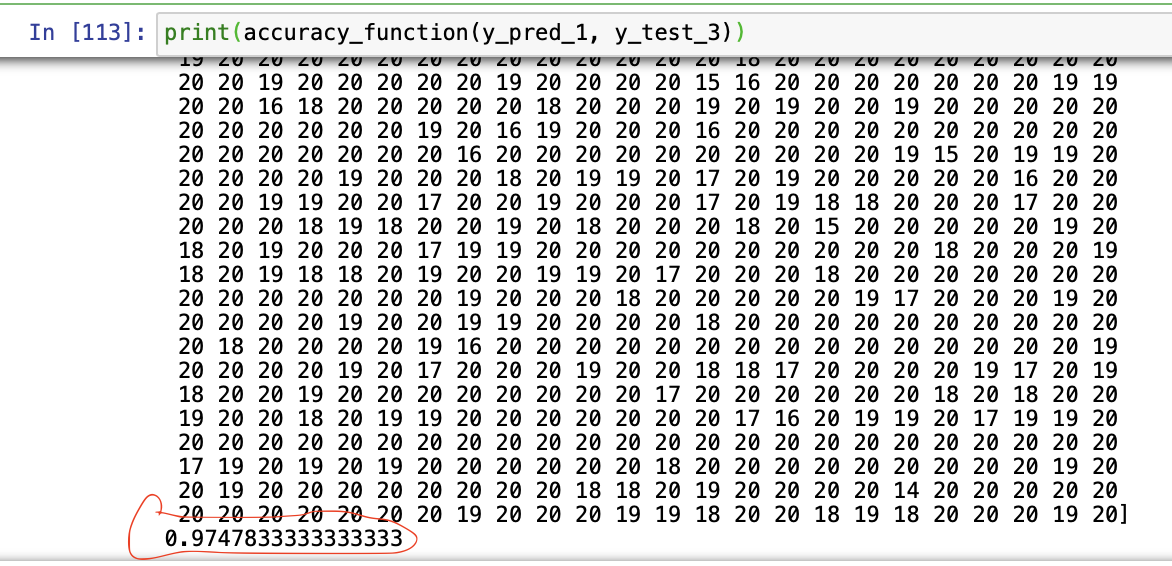 In [113]: print(accuracy_function(y_pred_1, y_test_3))
19 20 20 20 20 20 20 20 20 20 20 20 20 20 18 20 20 20 20 20 20 20 20 20
20 20 19 20 20 20 20 20 19 20 20 20 20 15 16 20 20 20 20 20 20 20 19 19
20 20 16 18 20 20 20 20 20 18 20 20 20 19 20 19 20 20 19 20 20 20 20 20
20 20 20 20 20 20 19 20 16 19 20 20 20 16 20 20 20 20 20 20 20 20 20 20
20 20 20 20 20 20 20 16 20 20 20 20 20 20 20 20 20 20 19 15 20 19 19 20
20 20 20 20 19 20 20 20 18 20 19 19 20 17 20 19 20 20 20 20 20 16 20 20
20 20 19 19 20 20 17 20 20 19 20 20 20 17 20 19 18 18 20 20 20 17 20 20
20 20 20 18 19 18 20 20 19 20 18 20 20 20 18 20 15 20 20 20 20 20 19 20
18 20 19 20 20 20 17 19 19 20 20 20 20 20 20 20 20 20 20 18 20 20 20 19
18 20 19 18 18 20 19 20 20 19 19 20 17 20 20 20 18 20 20 20 20 20 20 20
20 20 20 20 20 20 20 19 20 20 20 18 20 20 20 20 20 19 17 20 20 20 19 20
20 20 20 20 19 20 20 19 19 20 20 20 20 18 20 20 20 20 20 20 20 20 20 20
20 18 20 20 20 20 19 16 20 20 20 20 20 20 20 20 20 20 20 20 20 20 20 19
20 20 20 20 19 20 17 20 20 20 19 20 20 18 18 17 20 20 20 20 19 17 20 19
18 20 20 19 20 20 20 20 20 20 20 20 17 20 20 20 20 20 20 18 20 18 20 20
19 20 20 18 20 19 19 20 20 20 20 20 20 20 17 16 20 19 19 20 17 19 19 20
20 20 20 20 20 20 20 20 20 20 20 20 20 20 20 20 20 20 20 20 20 20 20 20
17 19 20 19 20 19 20 20 20 20 20 20 18 20 20 20 20 20 20 20 20 20 19 20
20 19 20 20 20 20 20 20 20 20 18 18 20 19 20 20 20 20 14 20 20 20 20 20
20 20 20 20 20 20 20 19 20 20 20 19 19 18 20 20 18 19 18 20 20 20 19 20]
0.9747833333333333